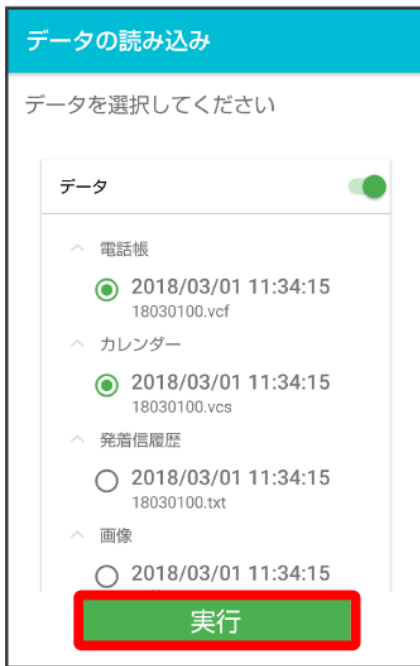 データの読み込み
データを選択してください
データ
電話帳
2018/03/01 11:34:15
18030100.vcf
カレンダー
2018/03/01 11:34:15
18030100.vcs
発着信履歴
2018/03/01 11:34:15
18030100.txt
画像
2018/03/01 11:34:15
実行